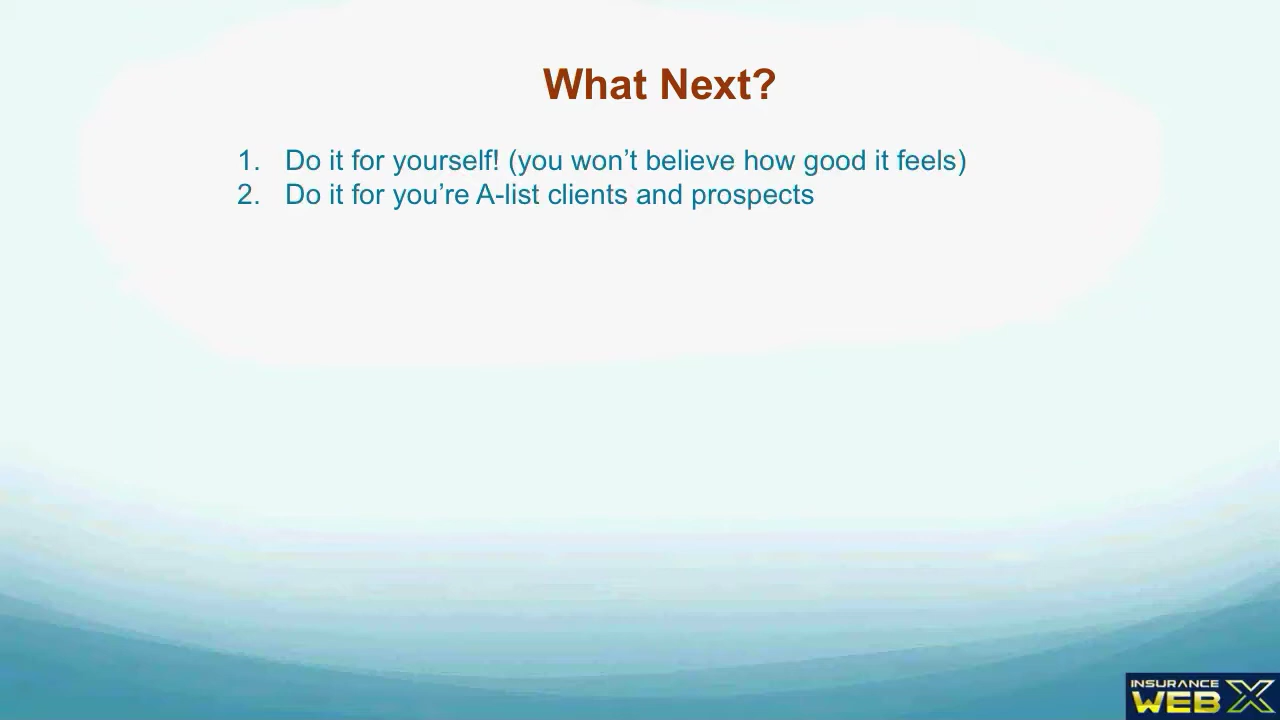 What Next?
1. Do it for yourself! (you won’t believe how good it feels)
2. Do it for you’re A-list clients and prospects
INSURANCE
WEB X